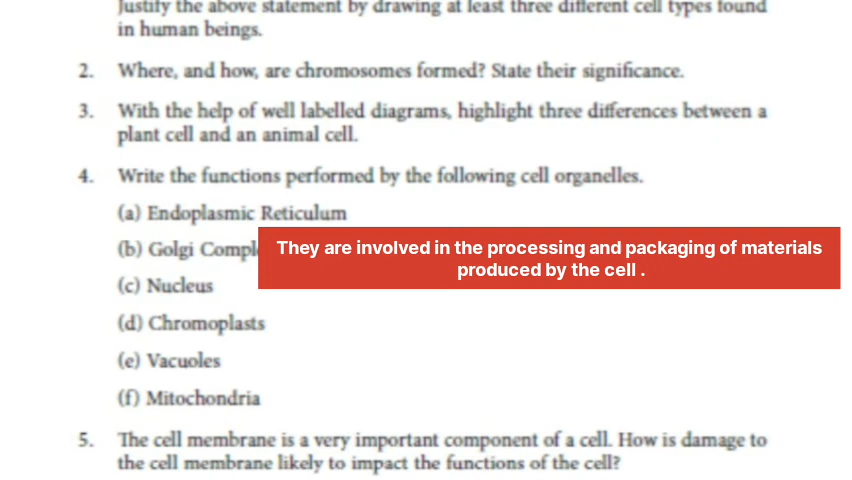 Justify the above statement by drawing at least three different cell types found
in human beings.
2. Where, and how, are chromosomes formed? State their significance.
3. With the help of well labelled diagrams, highlight three differences between a
plant cell and an animal cell.
4. Write the functions performed by the following cell organelles.
(a) Endoplasmic Reticulum
(b) Golgi Compl
They are involved in the processing and packaging of materials
produced by the cell .
(c) Nucleus
(d) Chromoplasts
(e) Vacuoles
(f) Mitochondria
5. The cell membrane is a very important component of a cell. How is damage to
the cell membrane likely to impact the functions of the cell?